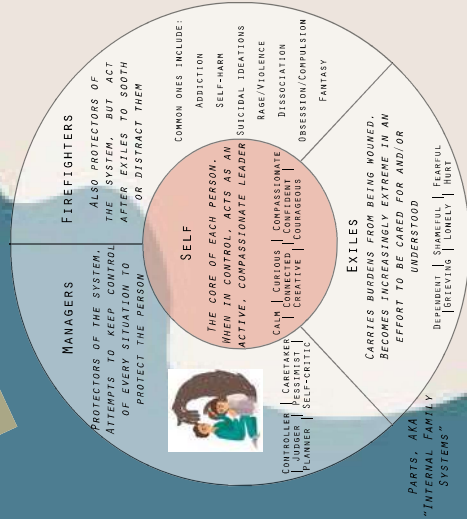 MANAGERS
PROTECTORS OF THE SYSTEM.
ATTEMPTS TO KEEP CONTROL
OF EVERY SITUATION TO
PROTECT THE PERSON
CONTROLLER | CARETAKER
JUDGER | PESSIMIST |
PLANNER | SELF-CRITIC
FIREFIGHTERS
ALSO PROTECTORS OF
THE SYSTEM, BUT ACT
AFTER EXILES TO SOOTH
OR DISTRACT THEM
COMMON ONES INCLUDE:
ADDICTION
SELF-HARM
SUICIDAL IDEATIONS
RAGE/VIOLENCE
DISSOCIATION
OBSESSION/COMPULSION
FANTASY
SELF
THE CORE OF EACH PERSON.
WHEN IN CONTROL, ACTS AS AN
ACTIVE, COMPASSIONATE LEADER
CALM | CURIOUS | COMPASSIONATE
CONNECTED | CONFIDENT |
CREATIVE | COURAGEOUS
EXILES
CARRIES BURDENS FROM BEING WOUNED.
BECOMES INCREASINGLY EXTREME IN AN
EFFORT TO BE CARED FOR AND/OR
UNDERSTOOD
DEPENDENT | SHAMEFUL | FEARFUL
|GRIEVING | LONELY | HURT
PARTS, AKA
"INTERNAL FAMILY
SYSTEMS"